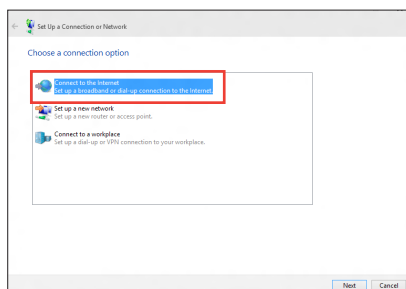 Set Up a Connection or Network
Choose a connection option
Connect to the Internet
Set up a broadband or dial-up connection to the Internet.
Set up a new network
Set up a new router or access point.
Connect to a workplace
Set up a dial-up or VPN connection to your workplace.
Next Cancel